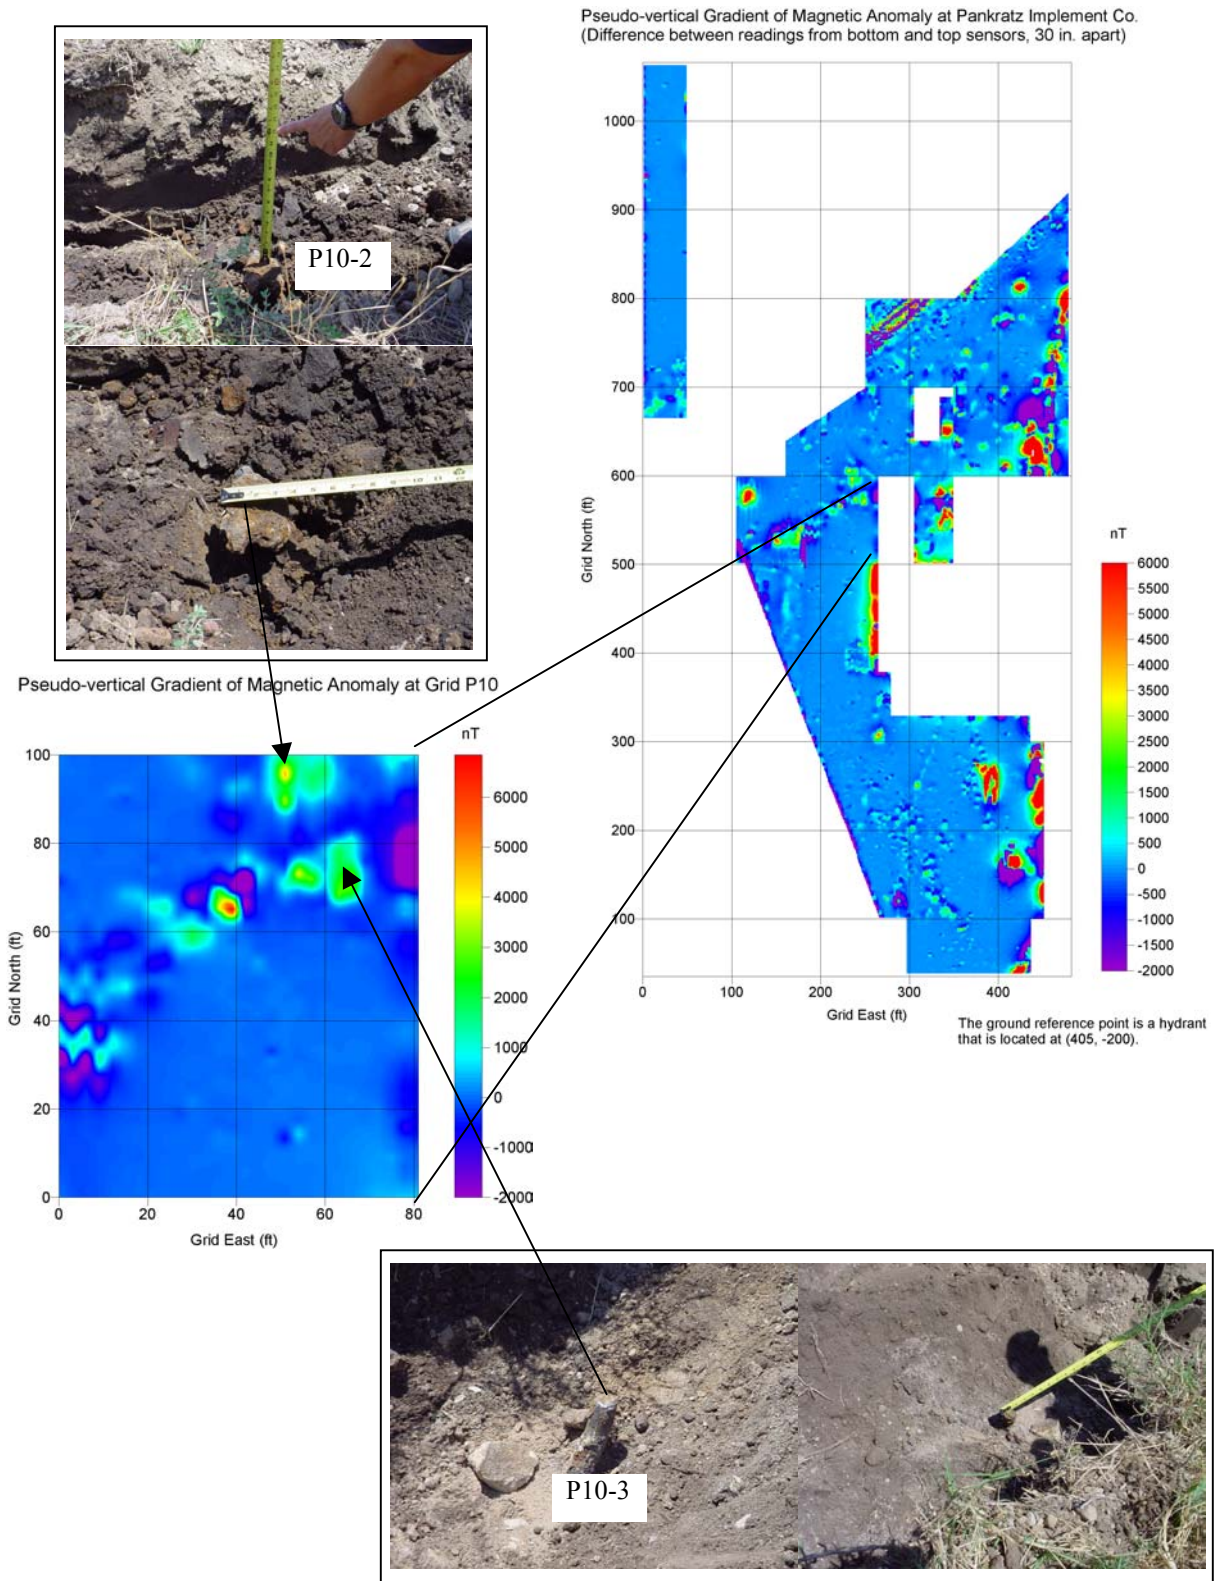 Pseudo-vertical Gradient of Magnetic Anomaly at Pankratz Implement Co.
(Difference between readings from bottom and top sensors, 30 in. apart)
P10-2
1000
900
800
700
600
500
400
300
200
100
Grid North (ft)
0 100 200 300 400
Grid East (ft)
nT
6000
5000
4500
4000
3500
3000
2500
2000
1500
1000
500
0
-500
-1000
-1500
-2000
The ground reference point is a hydrant
that is located at (405, -200).
Pseudo-vertical Gradient of Magnetic Anomaly at Grid P10
nT
100
80
60
40
20
0
Grid North (ft)
0 20 40 60 80
Grid East (ft)
6000
5000
4000
3000
2000
1000
0
-1000
-2000
P10-3